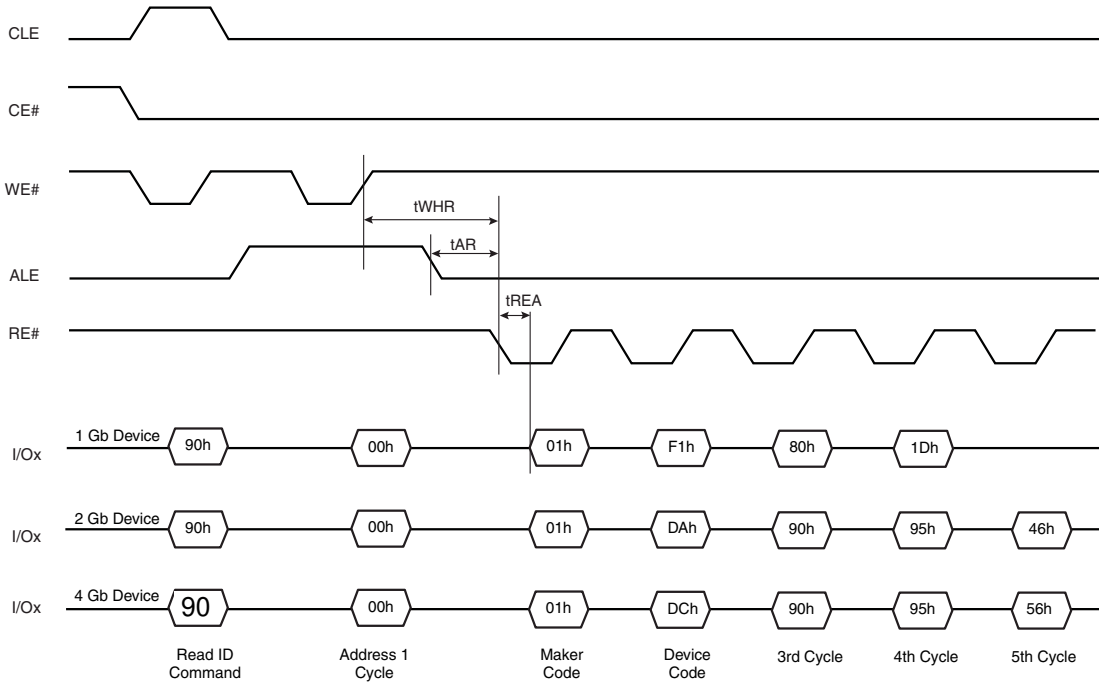 CLE
CE#
WE#
tWHR
tAR
ALE
tREA
RE#
I/Ox 1 Gb Device 90h 00h 01h F1h 80h 1Dh
I/Ox 2 Gb Device 90h 00h 01h DAh 90h 95h 46h
I/Ox 4 Gb Device 90 00h 01h DCh 90h 95h 56h
Read ID Command
Address 1 Cycle
Maker Code
Device Code
3rd Cycle
4th Cycle
5th Cycle